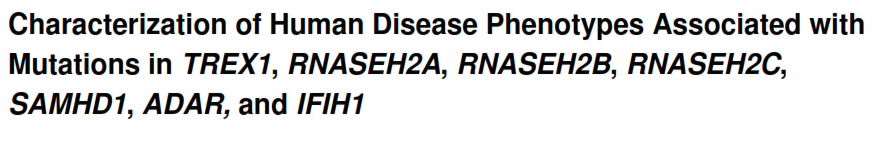 Characterization of Human Disease Phenotypes Associated with
Mutations in TREX1, RNASEH2A, RNASEH2B, RNASEH2C,
SAMHD1, ADAR, and IFIH1